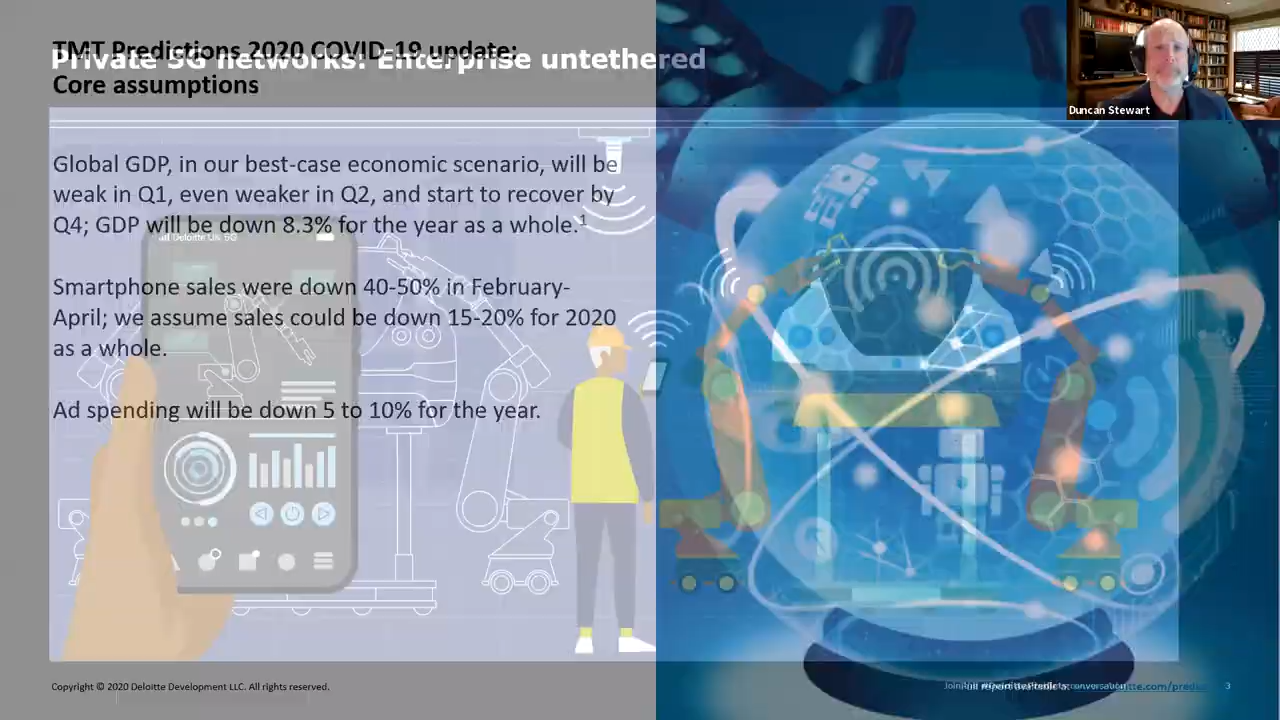 TMT Predictions 2020 COVID-19 update:
Private 5G networks: Enterprise untethered
Core assumptions
Duncan Stewart
Global GDP, in our best-case economic scenario, will be
weak in Q1, even weaker in Q2, and start to recover by
Q4; GDP will be down 8.3% for the year as a whole.¹
Deloitte UK 5G
Smartphone sales were down 40-50% in February-
April; we assume sales could be down 15-20% for 2020
as a whole.
Ad spending will be down 5 to 10% for the year.
Copyright © 2020 Deloitte Development LLC. All rights reserved.
3